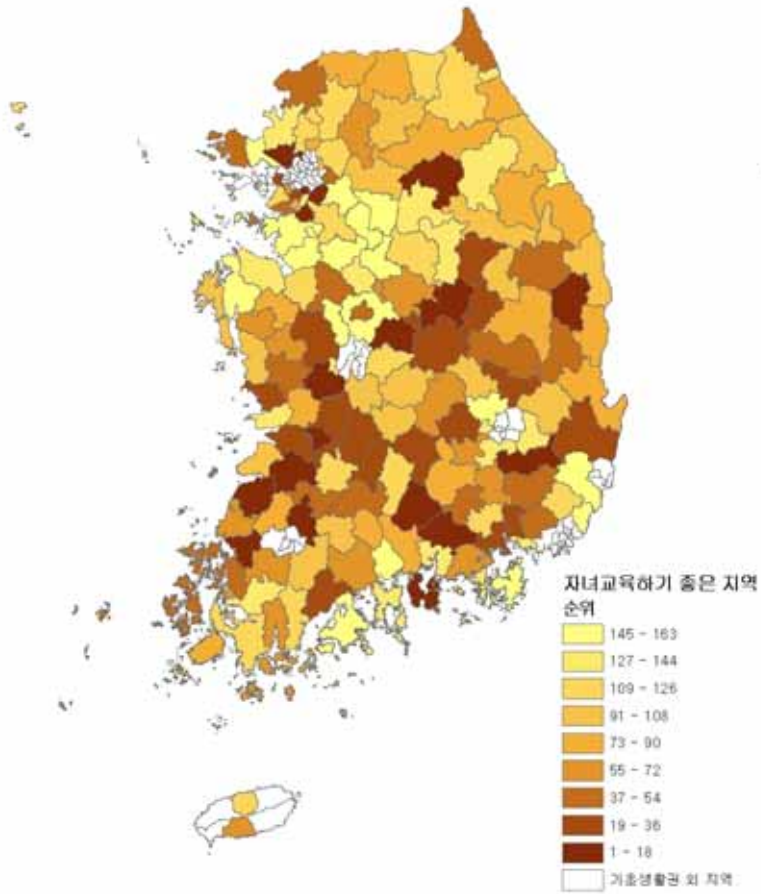 자녀교육하기 좋은 지역
순위
145 - 163
127 - 144
109 - 126
91 - 108
73 - 90
55 - 72
37 - 54
19 - 36
1 - 18
기초생활권 외 지역